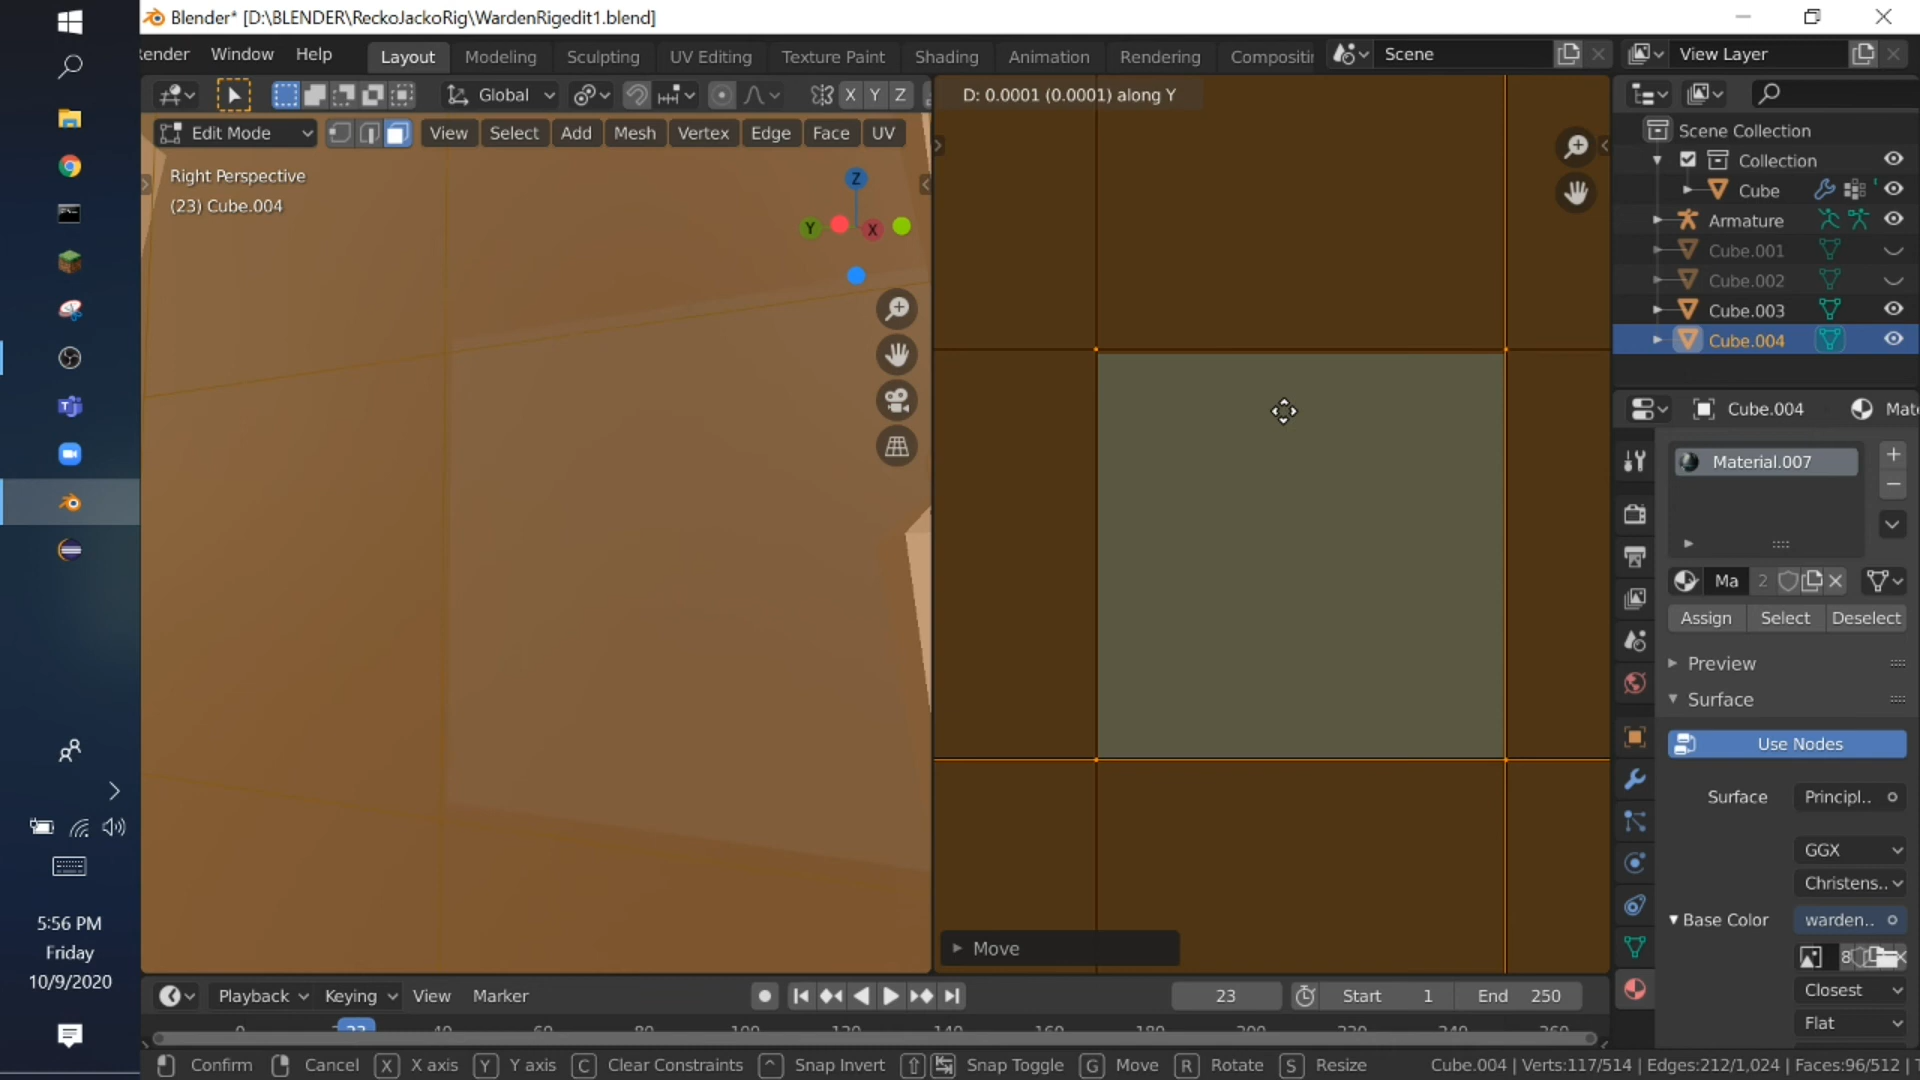 Blender* [D:\BLENDER\ReckoJackoRig\WardenRigedit1.blend]
ender Window Help Layout Modeling Sculpting UV Editing Texture Paint Shading Animation Rendering Compositin Scene View Layer
Global X Y Z D: 0.0001 (0.0001) along Y
Edit Mode View Select Add Mesh Vertex Edge Face UV
Right Perspective
(23) Cube.004
Z
Y X
Scene Collection
Collection
Cube
Armature
Cube.001
Cube.002
Cube.003
Cube.004
Cube.004 Mate
Material.007
Ma 2
Assign Select Deselect
Preview
Surface
Use Nodes
Surface Principl..
GGX
Christens..
Base Color warden..
8
Closest
Flat
Move
5:56 PM
Friday
10/9/2020
Playback Keying View Marker 23 Start 1 End 250
23
Confirm Cancel X X axis Y Y axis C Clear Constraints ^ Snap Invert Snap Toggle G Move R Rotate S Resize Cube.004 | Verts:117/514 | Edges:212/1,024 | Faces:96/512 |